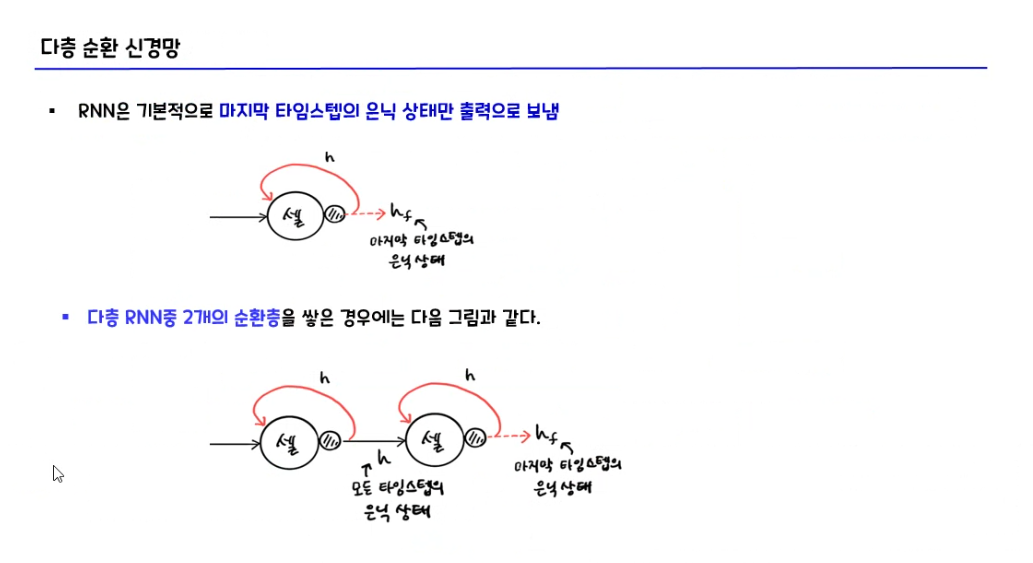 다층 순환 신경망
▪ RNN은 기본적으로 마지막 타임스텝의 은닉 상태만 출력으로 보냄
h
셀
hf
마지막 타임스텝의
은닉 상태
▪ 다층 RNN중 2개의 순환층을 쌓은 경우에는 다음 그림과 같다.
h
h
셀
셀
hf
h
마지막 타임스텝의
은닉 상태
모든 타임스텝의
은닉 상태